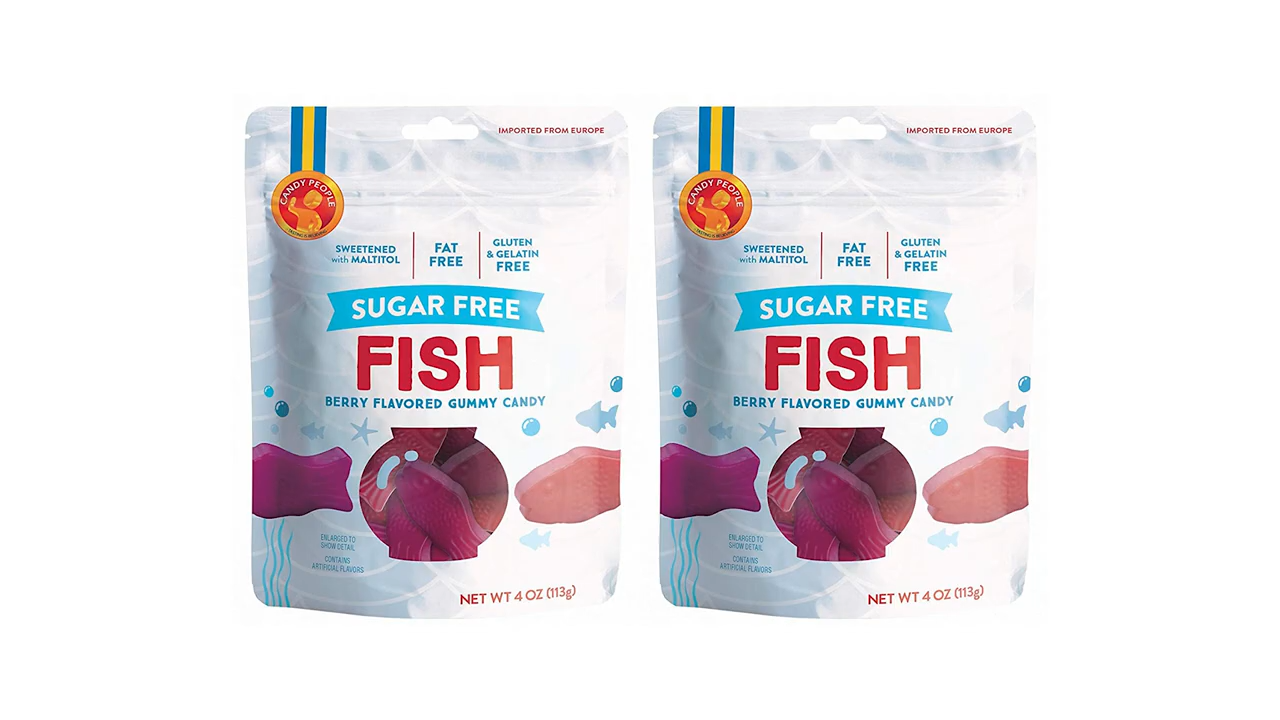 IMPORTED FROM EUROPE
CANDY PEOPLE
SWEETENED
with MALTITOL
FAT
FREE
GLUTEN
& GELATIN
FREE
SUGAR FREE
FISH
BERRY FLAVORED GUMMY CANDY
ENLARGED TO
SHOW DETAIL
CONTAINS
ARTIFICIAL FLAVORS
NET WT 4 OZ (113g)
IMPORTED FROM EUROPE
CANDY PEOPLE
SWEETENED
with MALTITOL
FAT
FREE
GLUTEN
& GELATIN
FREE
SUGAR FREE
FISH
BERRY FLAVORED GUMMY CANDY
ENLARGED TO
SHOW DETAIL
CONTAINS
ARTIFICIAL FLAVORS
NET WT 4 OZ (113g)